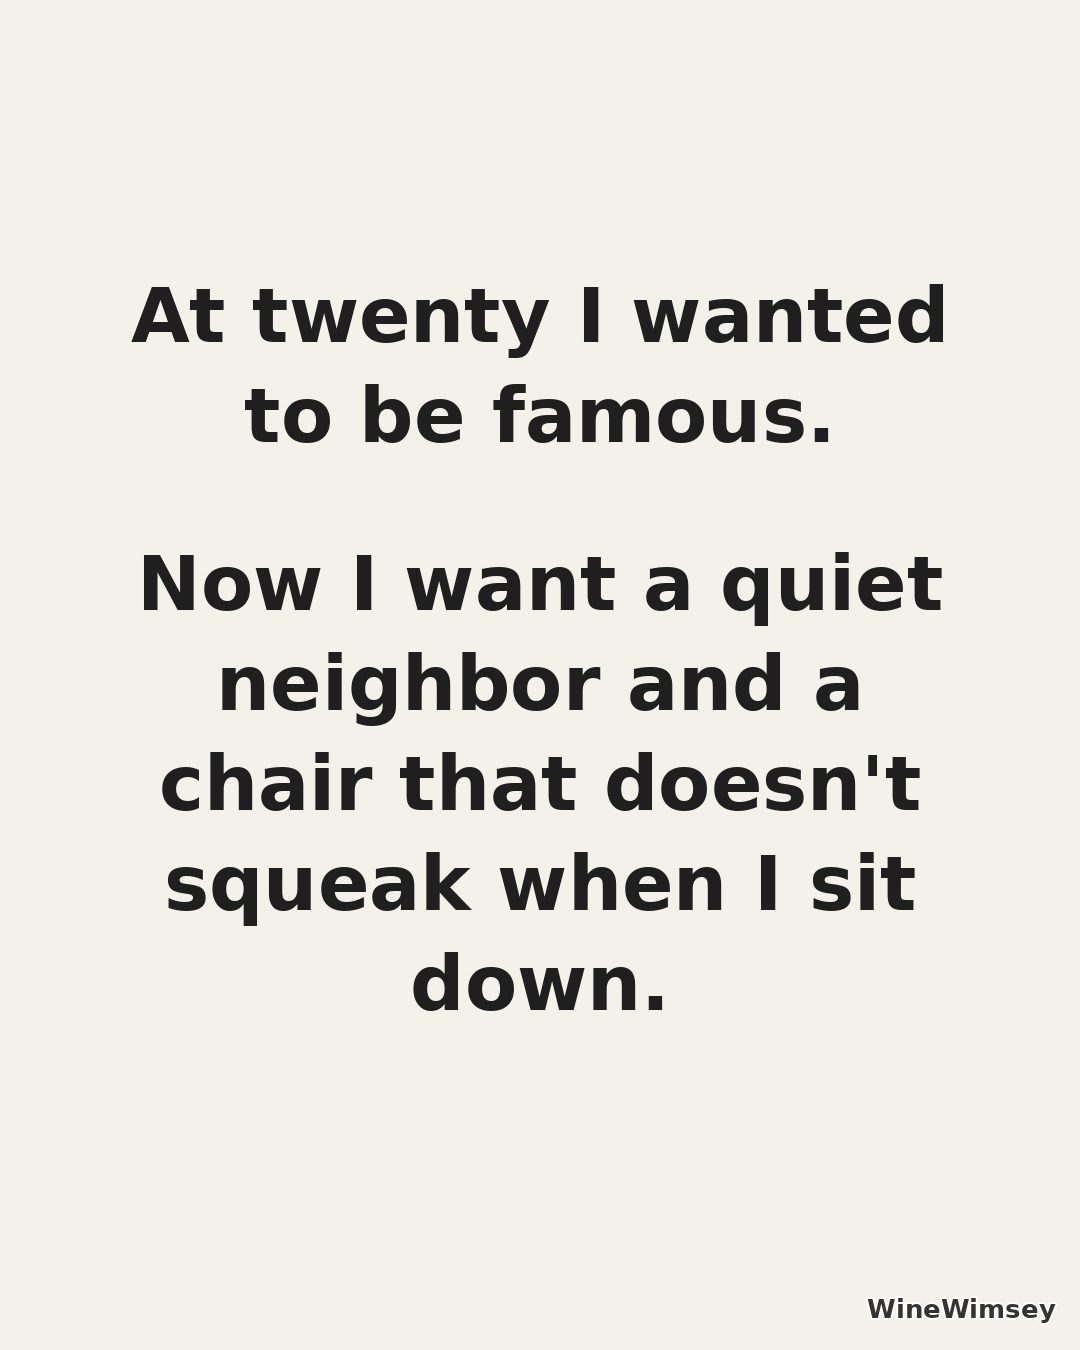 At twenty I wanted
to be famous.
Now I want a quiet
neighbor and a
chair that doesn't
squeak when I sit
down.
WineWimsey